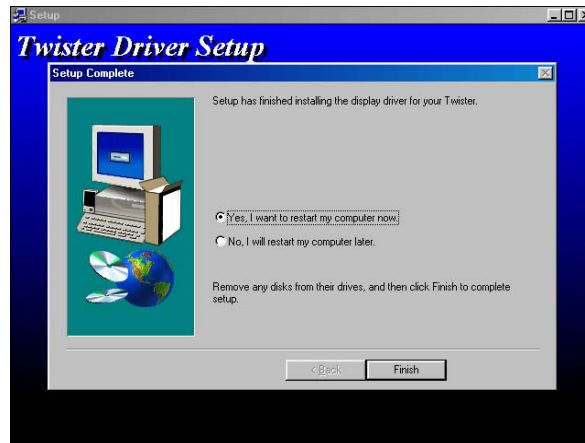 Setup
Twister Driver Setup
Setup Complete
Setup has finished installing the display driver for your Twister.
Yes, I want to restart my computer now.
No, I will restart my computer later.
Remove any disks from their drives, and then click Finish to complete
setup.
< Back
Finish